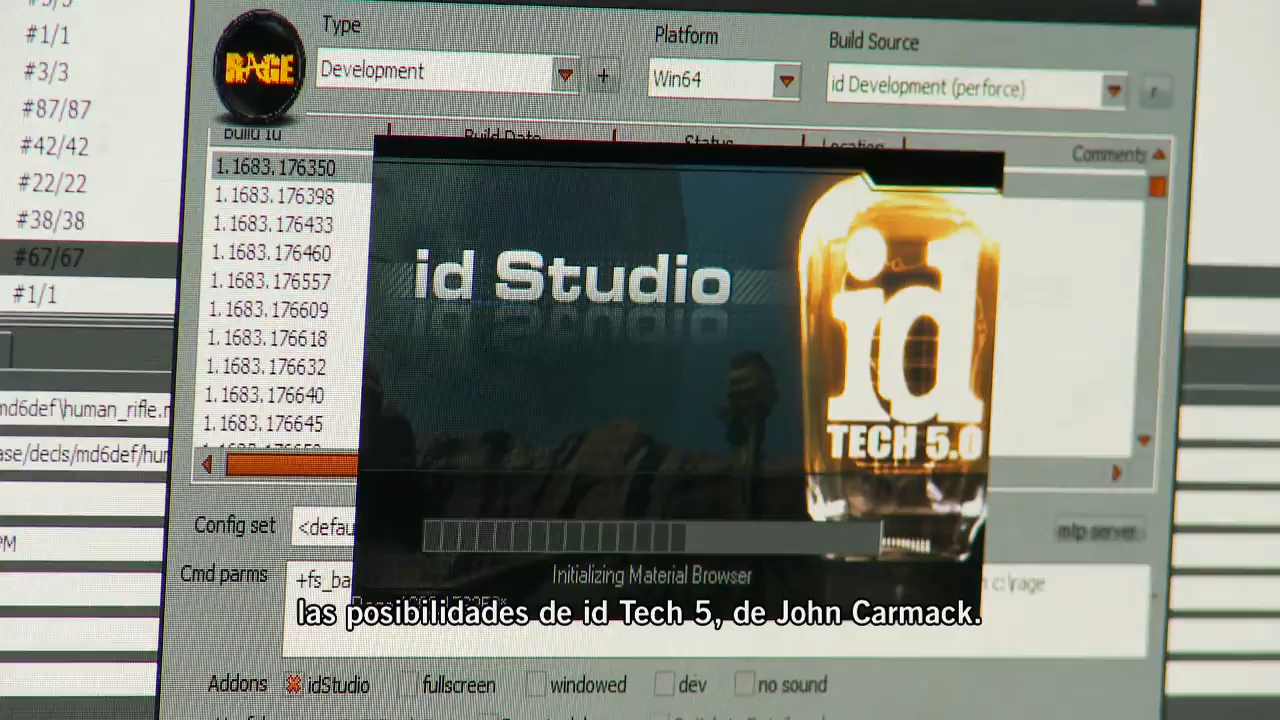 #3/3
#1/1
#3/3
#87/87
#42/42
#22/22
#38/38
#67/67
#1/1
md6def\human_rifle.m
ase/decls/md6def/hum
PM
RAGE
Type
Platform
Build Source
Development
+
Win64
id Development (perforce)
r
Build Id
Build Date
Status
Location
Comments
1.1683.176350
1.1683.176398
1.1683.176433
1.1683.176460
1.1683.176557
1.1683.176609
1.1683.176618
1.1683.176632
1.1683.176640
1.1683.176645
id Studio
id
TECH 5.0
Initializing Material Browser
Config set
<defau
mtp server
Cmd parms
+fs_ba
n c:\rage
las posibilidades de id Tech 5, de John Carmack.
Addons
idStudio
fullscreen
windowed
dev
no sound